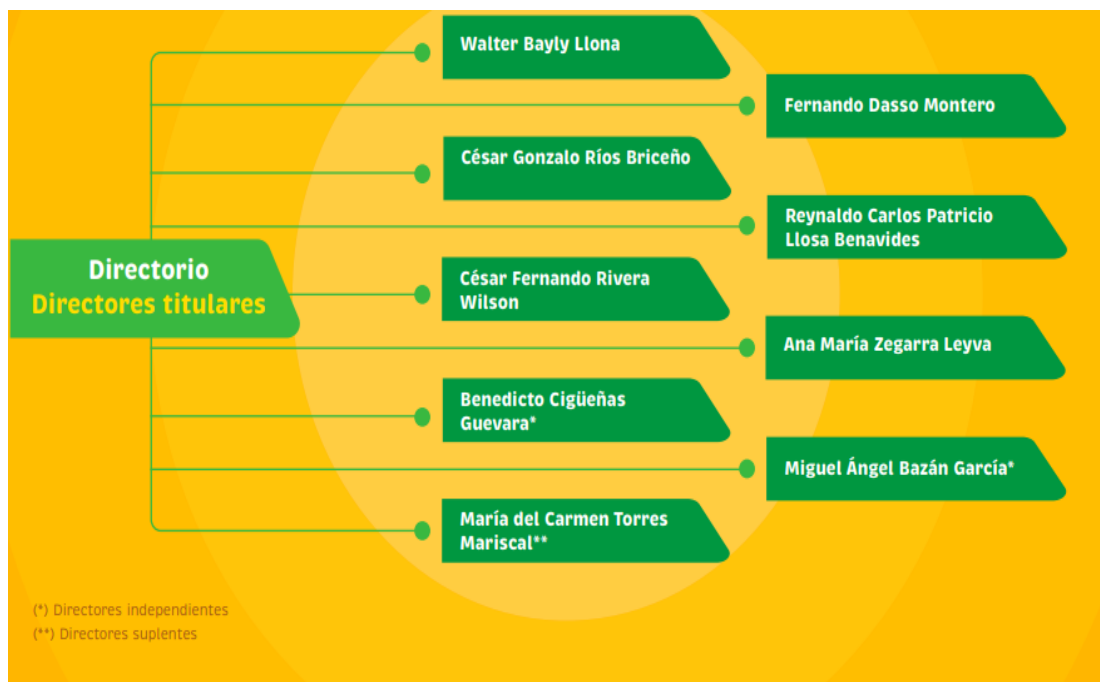 Walter Bayly Llona
Fernando Dasso Montero
César Gonzalo Ríos Briceño
Reynaldo Carlos Patricio
Llosa Benavides
Directorio
Directores titulares
César Fernando Rivera
Wilson
Ana María Zegarra Leyva
Benedicto Cigüeñas
Guevara*
Miguel Ángel Bazán García*
María del Carmen Torres
Mariscal**
(*) Directores independientes
(**) Directores suplentes